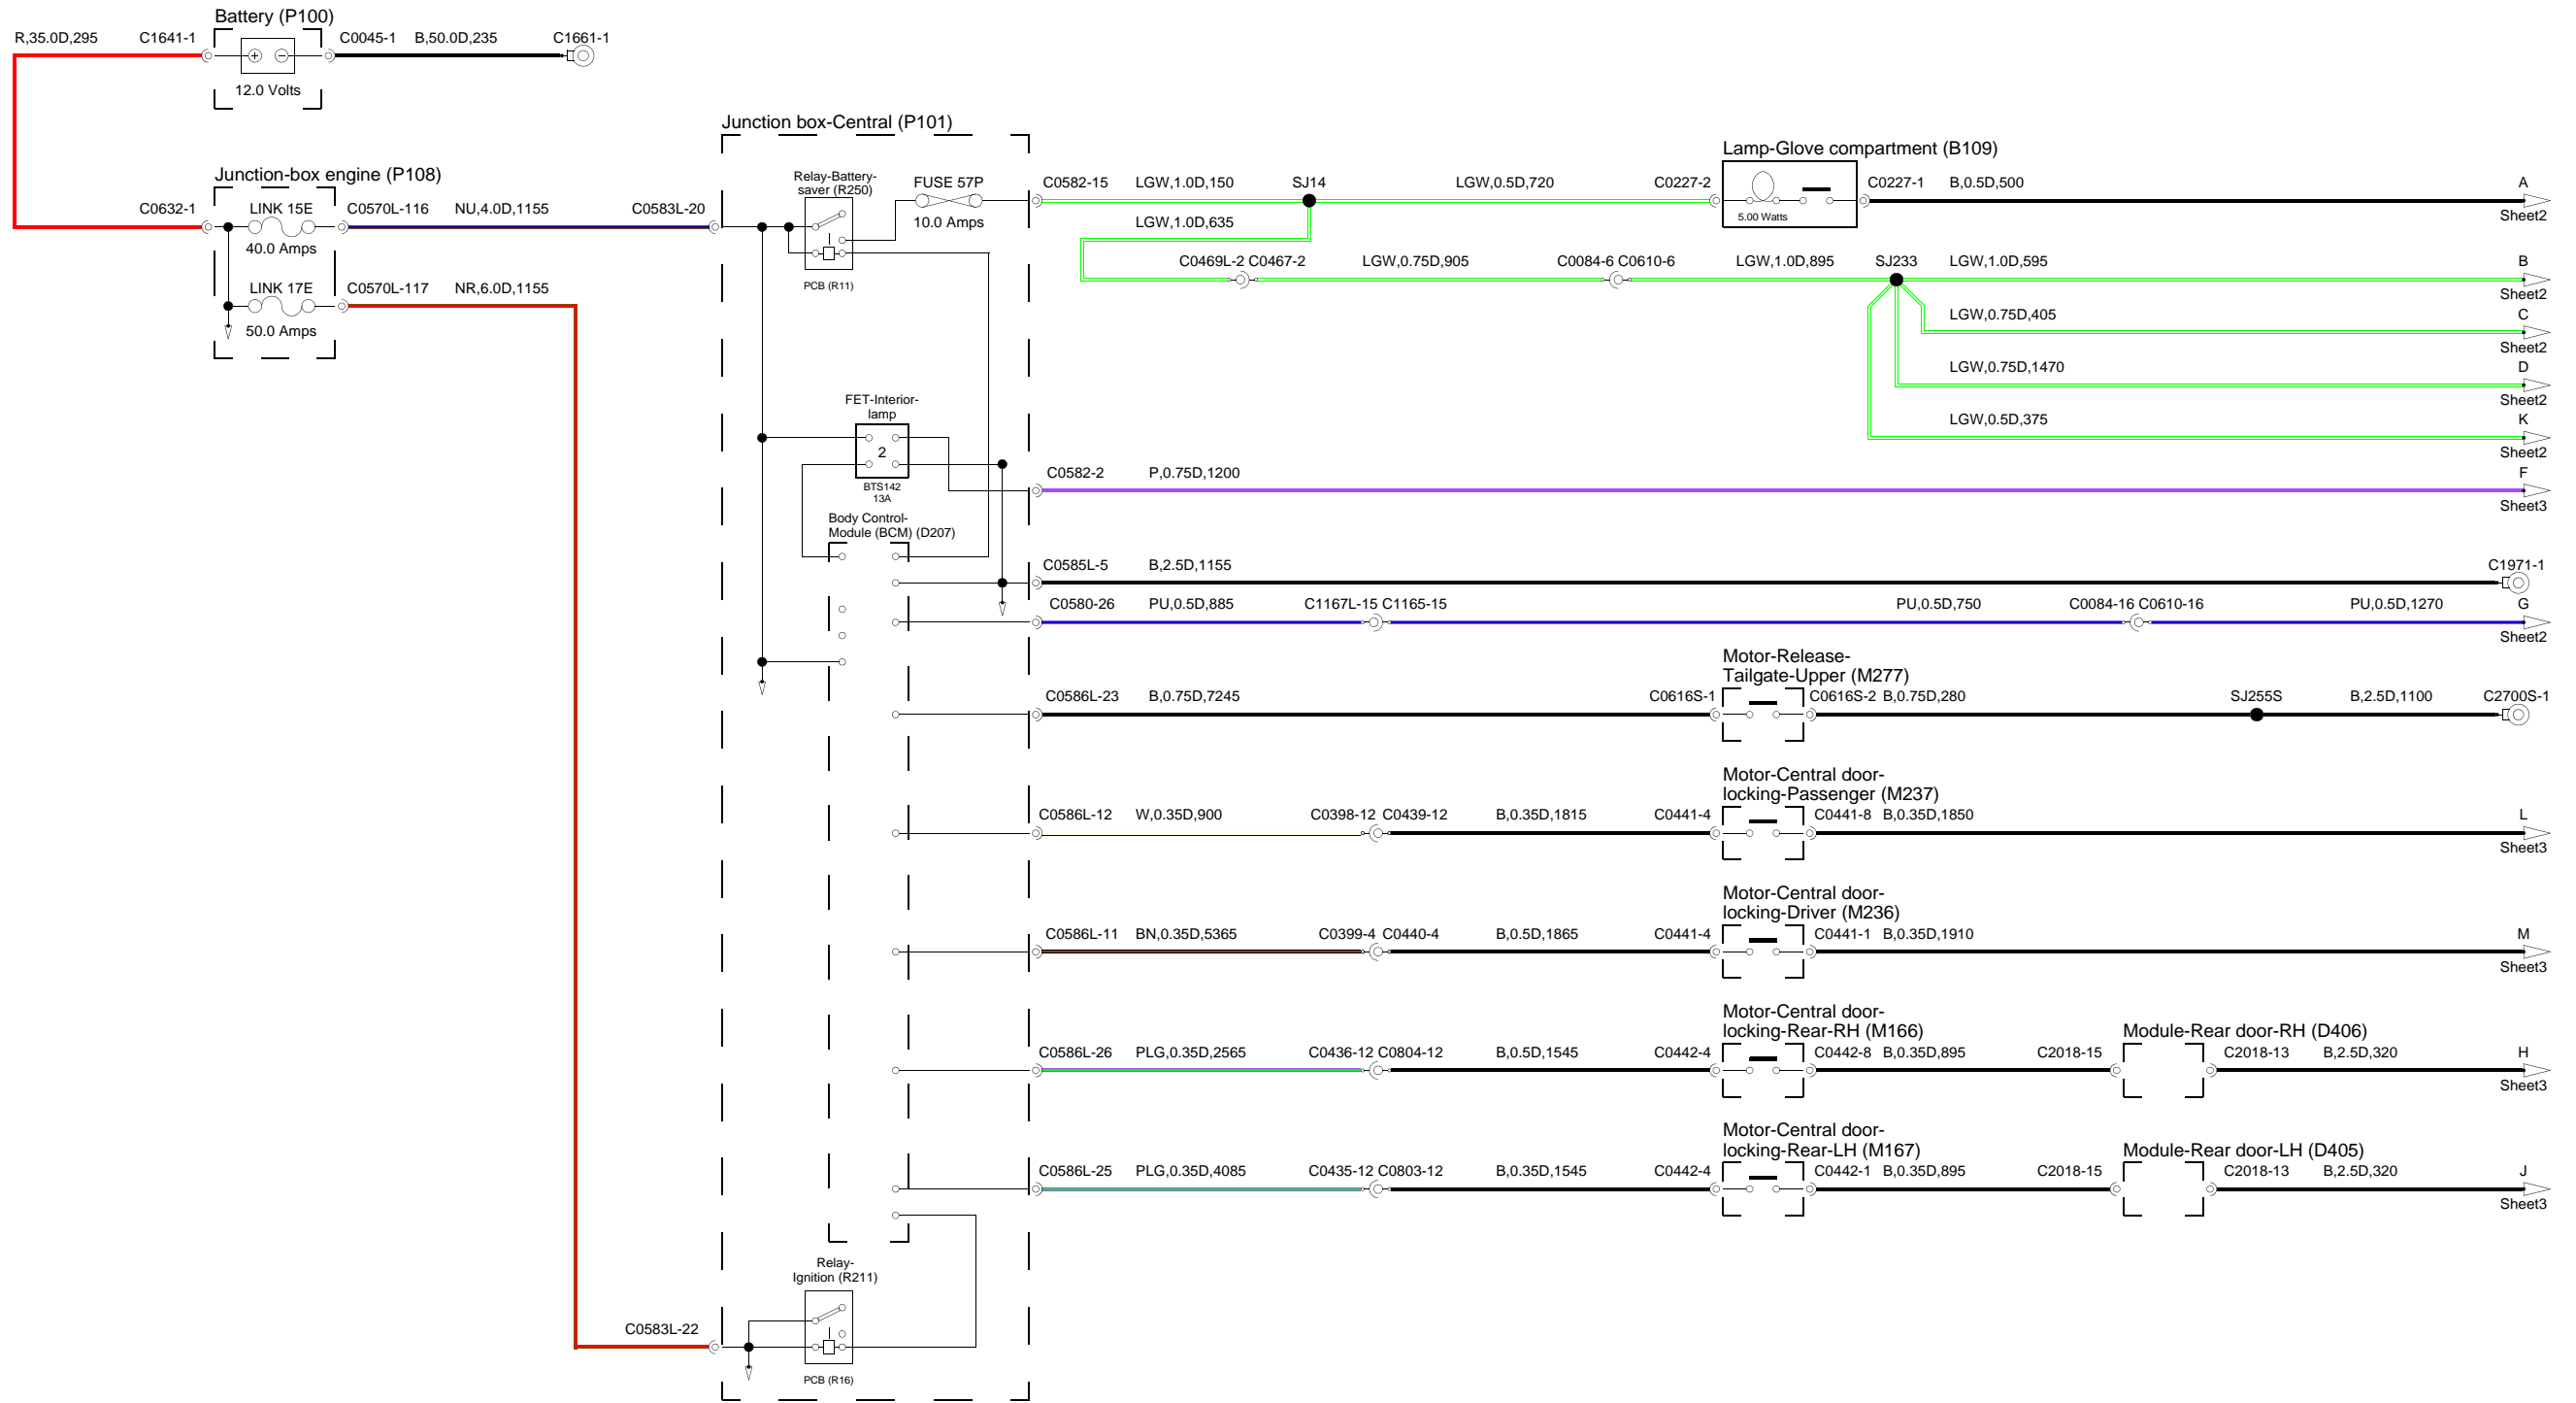 Battery (P100)
R,35.0D,295
C1641-1
C0045-1
B,50.0D,235
C1661-1
12.0 Volts
Junction box-Central (P101)
Junction-box engine (P108)
Lamp-Glove compartment (B109)
Relay-Battery-
saver (R250)
FUSE 57P
C0582-15
LGW,1.0D,150
SJ14
LGW,0.5D,720
C0227-2
C0227-1
B,0.5D,500
A
Sheet2
C0632-1
LINK 15E
C0570L-116
NU,4.0D,1155
C0583L-20
40.0 Amps
10.0 Amps
5.00 Watts
LGW,1.0D,635
LINK 17E
C0570L-117
NR,6.0D,1155
50.0 Amps
PCB (R11)
C0469L-2 C0467-2
LGW,0.75D,905
C0084-6 C0610-6
LGW,1.0D,895
SJ233
LGW,1.0D,595
B
Sheet2
LGW,0.75D,405
C
Sheet2
LGW,0.75D,1470
D
Sheet2
LGW,0.5D,375
K
Sheet2
FET-Interior-
lamp
2
BTS142
13A
C0582-2
P,0.75D,1200
F
Sheet3
Body Control-
Module (BCM) (D207)
C0585L-5
B,2.5D,1155
C1971-1
C0580-26
PU,0.5D,885
C1167L-15 C1165-15
PU,0.5D,750
C0084-16 C0610-16
PU,0.5D,1270
G
Sheet2
Motor-Release-
Tailgate-Upper (M277)
C0586L-23
B,0.75D,7245
C0616S-1
C0616S-2 B,0.75D,280
SJ255S
B,2.5D,1100
C2700S-1
Motor-Central door-
locking-Passenger (M237)
C0586L-12
W,0.35D,900
C0398-12 C0439-12
B,0.35D,1815
C0441-4
C0441-8 B,0.35D,1850
L
Sheet3
Motor-Central door-
locking-Driver (M236)
C0586L-11
BN,0.35D,5365
C0399-4 C0440-4
B,0.5D,1865
C0441-4
C0441-1 B,0.35D,1910
M
Sheet3
Motor-Central door-
locking-Rear-RH (M166)
Module-Rear door-RH (D406)
C0586L-26
PLG,0.35D,2565
C0436-12 C0804-12
B,0.5D,1545
C0442-4
C0442-8 B,0.35D,895
C2018-15
C2018-13
B,2.5D,320
H
Sheet3
Motor-Central door-
locking-Rear-LH (M167)
Module-Rear door-LH (D405)
C0586L-25
PLG,0.35D,4085
C0435-12 C0803-12
B,0.35D,1545
C0442-4
C0442-1 B,0.35D,895
C2018-15
C2018-13
B,2.5D,320
J
Sheet3
Relay-
Ignition (R211)
C0583L-22
PCB (R16)